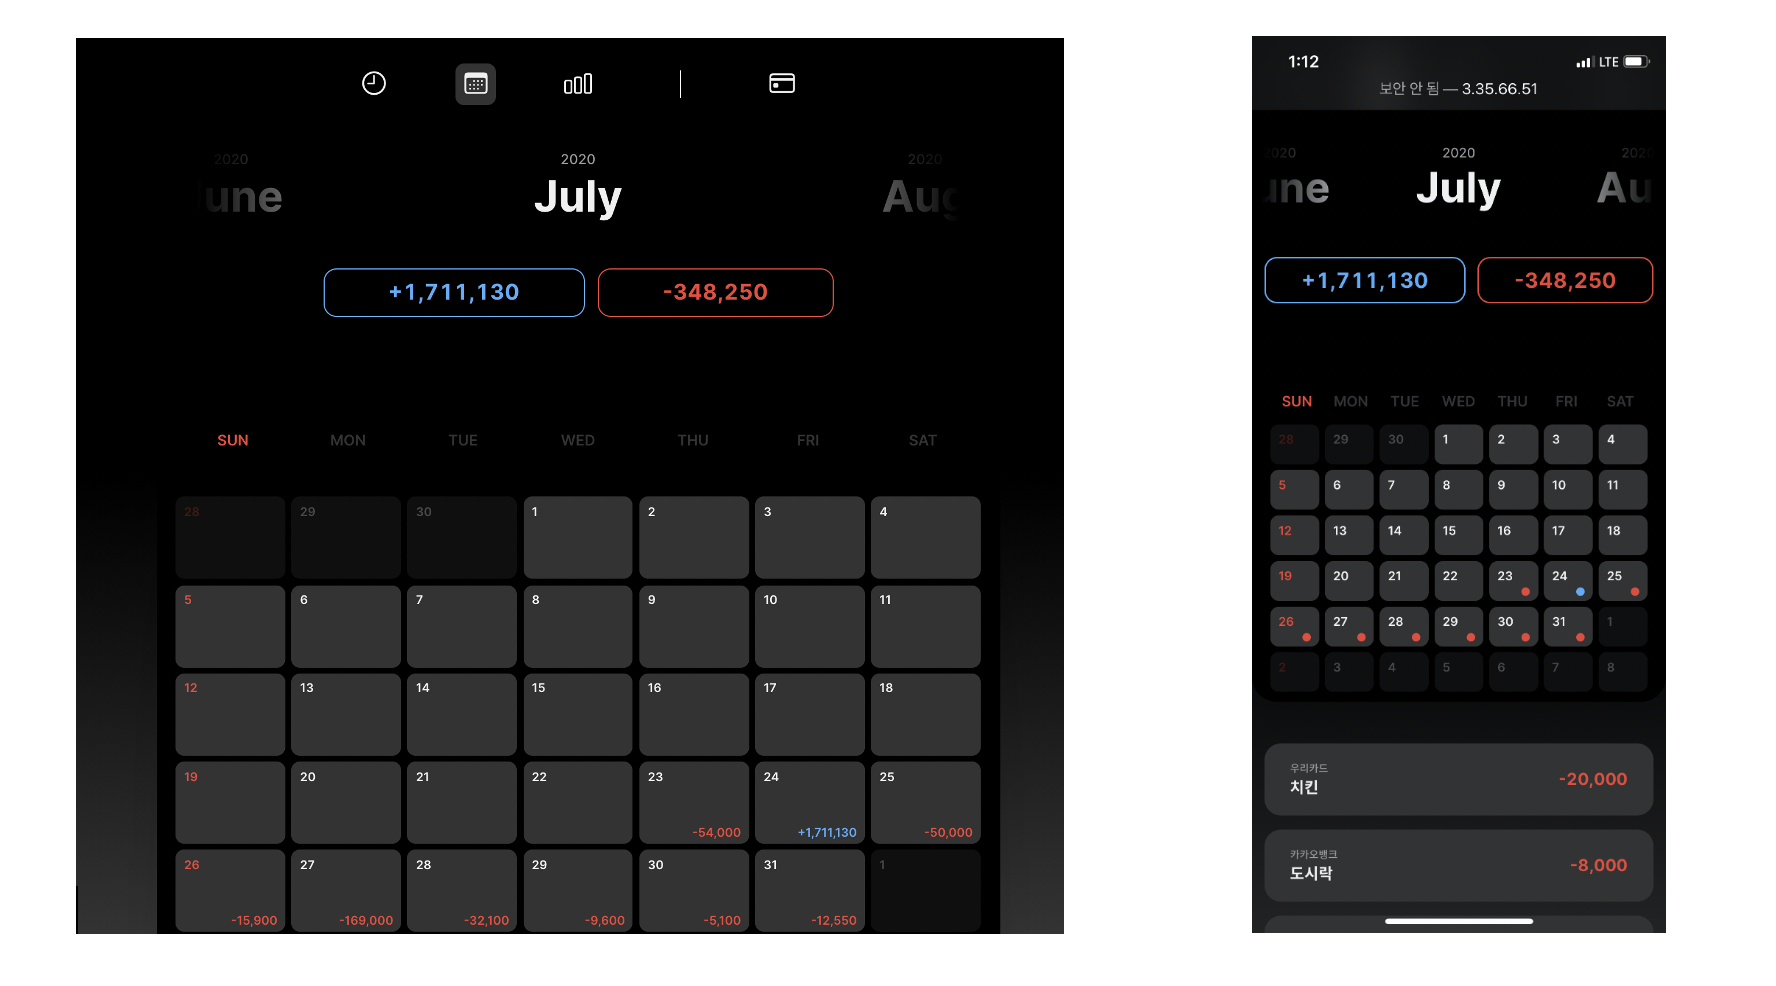 2020 2020 2020
une July Aug
+1,711,130 -348,250
SUN MON TUE WED THU FRI SAT
28 29 30 1 2 3 4
5 6 7 8 9 10 11
12 13 14 15 16 17 18
19 20 21 22 23 24 25
-54,000 +1,711,130 -50,000
26 27 28 29 30 31 1
-15,900 -169,000 -32,100 -9,600 -5,100 -12,550
1:12 LTE
보안 안 됨 — 3.35.66.51
2020 2020 202
une July Au
+1,711,130 -348,250
SUN MON TUE WED THU FRI SAT
28 29 30 1 2 3 4
5 6 7 8 9 10 11
12 13 14 15 16 17 18
19 20 21 22 23 24 25
26 27 28 29 30 31 1
2 3 4 5 6 7 8
우리카드
치킨 -20,000
카카오뱅크
도시락 -8,000